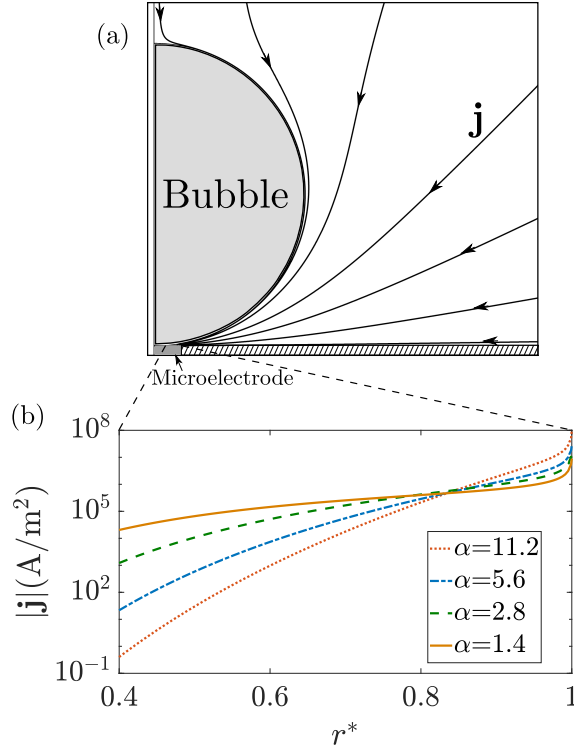 (a)
j
Bubble
Microelectrode
(b)
10^8
10^5
10^2
10^-1
|j|(A/m^2)
α=11.2
α=5.6
α=2.8
α=1.4
0.4 0.6 0.8 1
r*